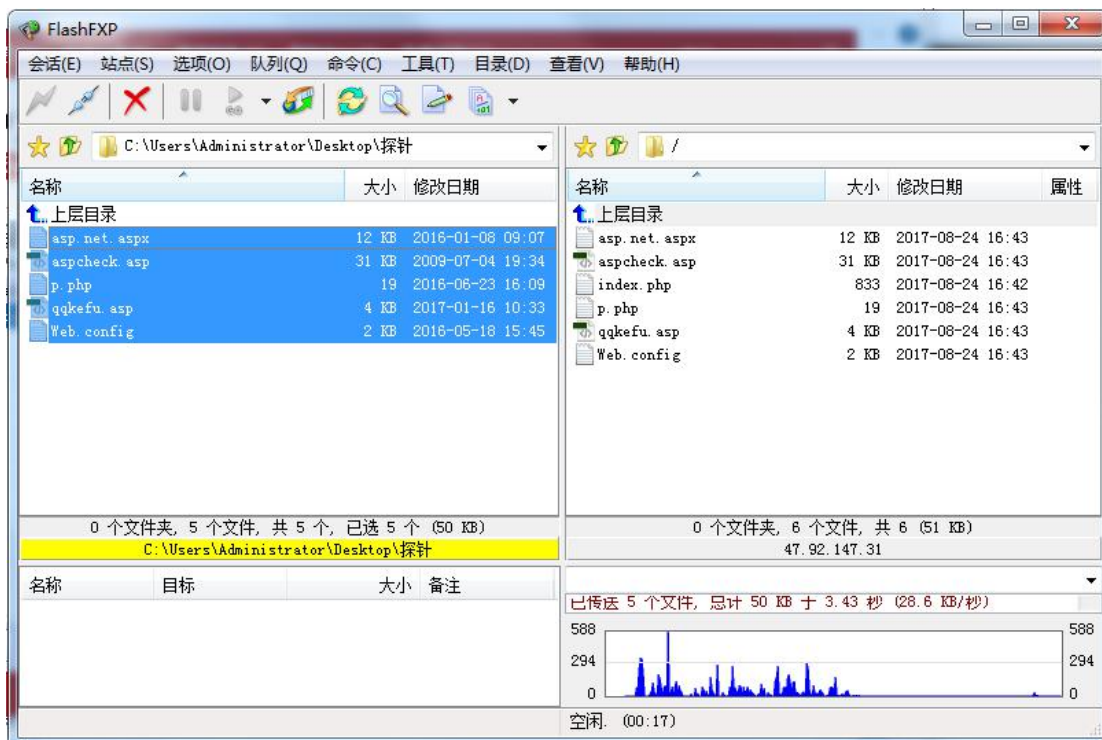 FlashFXP
会话(E) 站点(S) 选项(O) 队列(Q) 命令(C) 工具(T) 目录(D) 查看(V) 帮助(H)
C:\Users\Administrator\Desktop\探针
名称 大小 修改日期
上层目录
asp.net.aspx 12 KB 2016-01-08 09:07
aspcheck.asp 31 KB 2009-07-04 19:34
p.php 19 2016-06-23 16:09
qqkefu.asp 4 KB 2017-01-16 10:33
Web.config 2 KB 2016-05-18 15:45
0 个文件夹, 5 个文件, 共 5 个, 已选 5 个 (50 KB)
C:\Users\Administrator\Desktop\探针
/
名称 大小 修改日期 属性
上层目录
asp.net.aspx 12 KB 2017-08-24 16:43
aspcheck.asp 31 KB 2017-08-24 16:43
index.php 833 2017-08-24 16:42
p.php 19 2017-08-24 16:43
qqkefu.asp 4 KB 2017-08-24 16:43
Web.config 2 KB 2017-08-24 16:43
0 个文件夹, 6 个文件, 共 6 (51 KB)
47.92.147.31
名称 目标 大小 备注
已传送 5 个文件, 总计 50 KB 于 3.43 秒 (28.6 KB/秒)
588 588
294 294
0 0
空闲. (00:17)